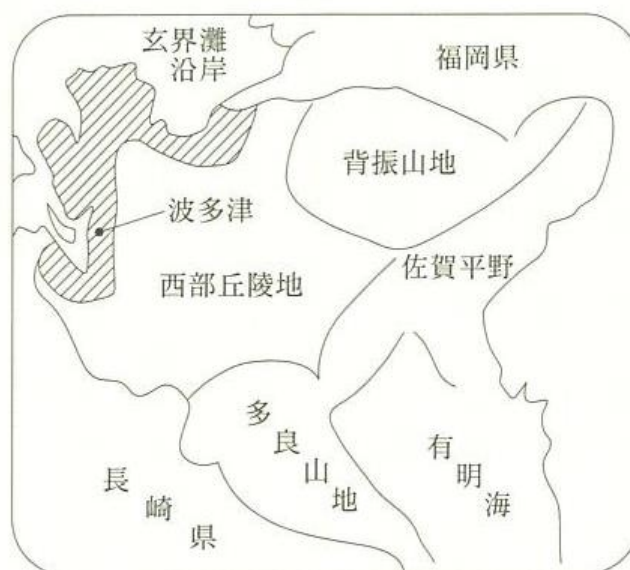 玄界灘
沿岸
福岡県
背振山地
波多津
佐賀平野
西部丘陵地
多良山地
有明海
長崎県